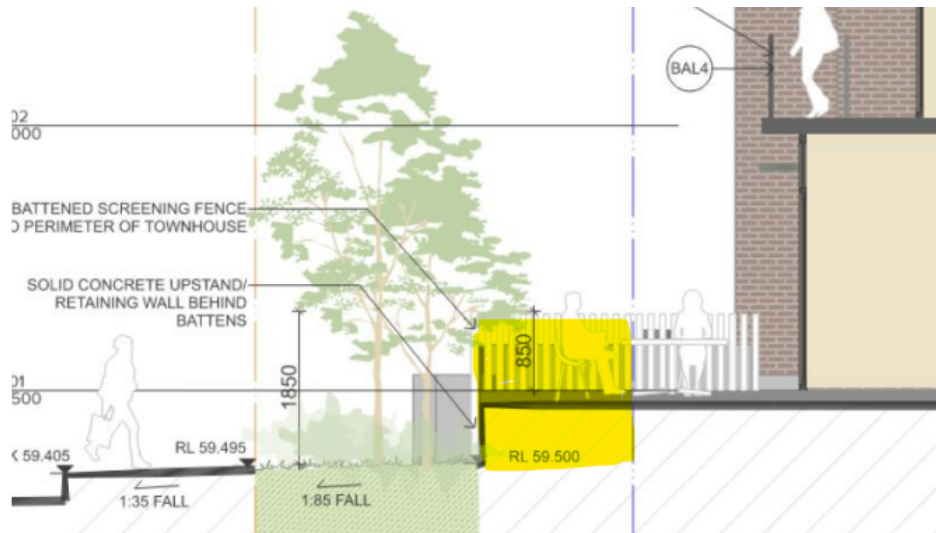 BAL4
02
000
BATTENED SCREENING FENCE
O PERIMETER OF TOWNHOUSE
SOLID CONCRETE UPSTAND/
RETAINING WALL BEHIND
BATTENS
1850
850
01
500
K 59.405
RL 59.495
RL 59.500
1:35 FALL
1:85 FALL